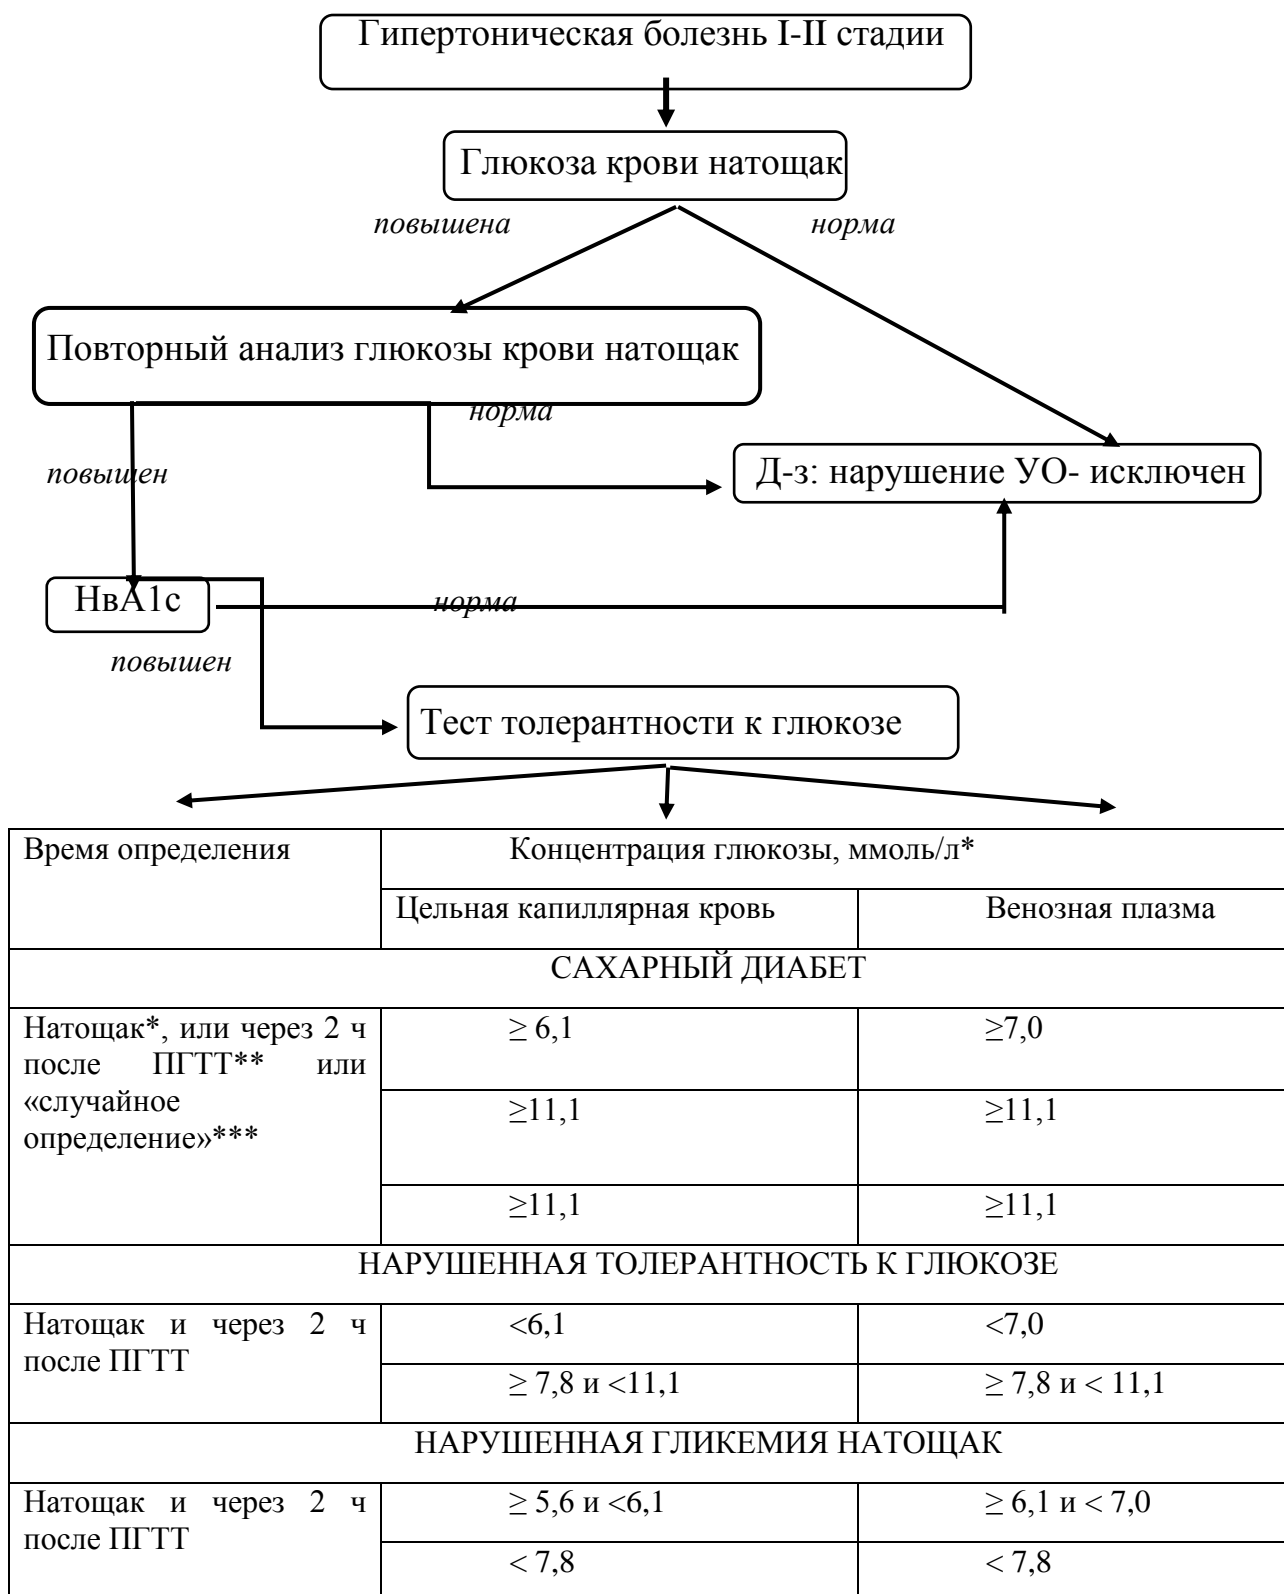 Гипертоническая болезнь I-II стадии
Глюкоза крови натощак
повышена
норма
Повторный анализ глюкозы крови натощак
норма
повышен
Д-з: нарушение УО- исключен
НвА1с
норма
повышен
Тест толерантности к глюкозе
Время определения
Концентрация глюкозы, ммоль/л*
Цельная капиллярная кровь
Венозная плазма
САХАРНЫЙ ДИАБЕТ
Натощак*, или через 2 ч
после ПГТТ** или
«случайное
определение»***
≥ 6,1
≥7,0
≥11,1
≥11,1
≥11,1
≥11,1
НАРУШЕННАЯ ТОЛЕРАНТНОСТЬ К ГЛЮКОЗЕ
Натощак и через 2 ч
после ПГТТ
<6,1
<7,0
≥ 7,8 и <11,1
≥ 7,8 и < 11,1
НАРУШЕННАЯ ГЛИКЕМИЯ НАТОЩАК
Натощак и через 2 ч
после ПГТТ
≥ 5,6 и <6,1
≥ 6,1 и < 7,0
< 7,8
< 7,8